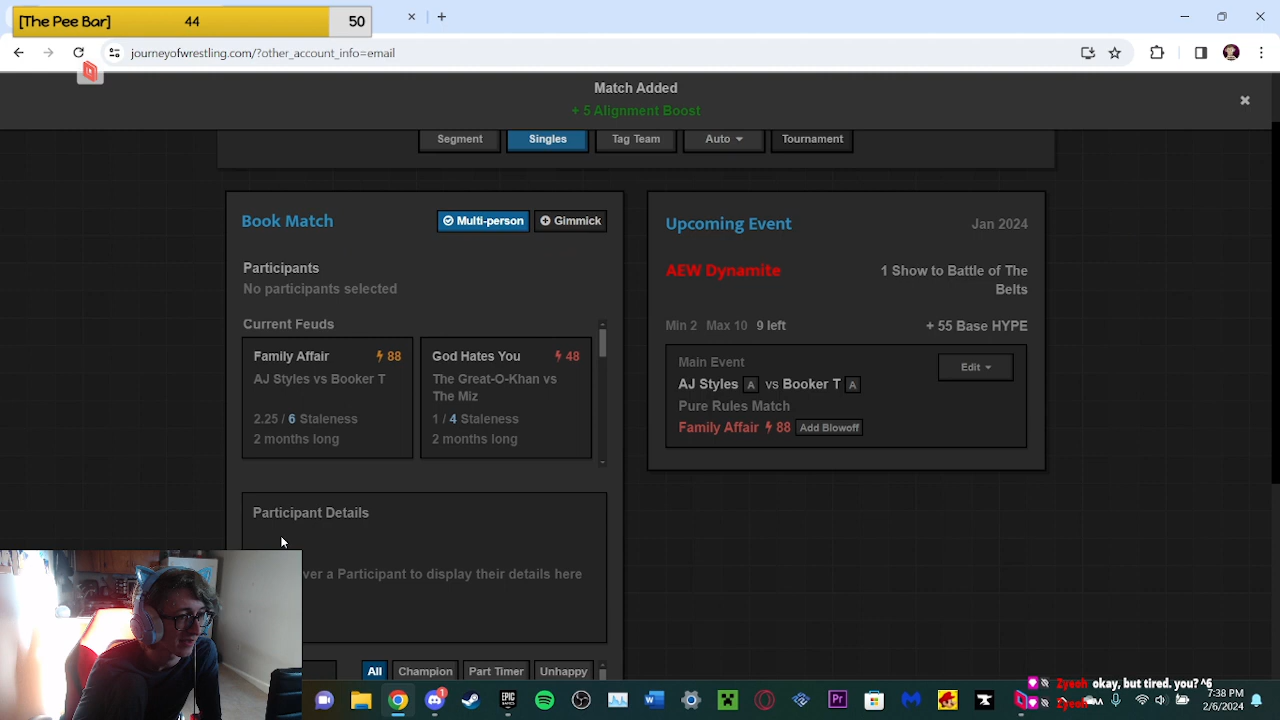 [The Pee Bar] 44 50
journeyofwrestling.com/?other_account_info=email
Match Added
+ 5 Alignment Boost
Segment Singles Tag Team Auto Tournament
Book Match Multi-person Gimmick
Participants
No participants selected
Current Feuds
Family Affair 88
AJ Styles vs Booker T
2.25 / 6 Staleness
2 months long
God Hates You 48
The Great-O-Khan vs
The Miz
1 / 4 Staleness
2 months long
Participant Details
ver a Participant to display their details here
All Champion Part Timer Unhappy
Upcoming Event Jan 2024
AEW Dynamite 1 Show to Battle of The
Belts
Min 2 Max 10 9 left + 55 Base HYPE
Main Event Edit
AJ Styles A vs Booker T A
Pure Rules Match
Family Affair 88 Add Blowoff
Zyeoh okay, but tired. you? ^6
Zyeoh
7:38 PM
2/6/2024